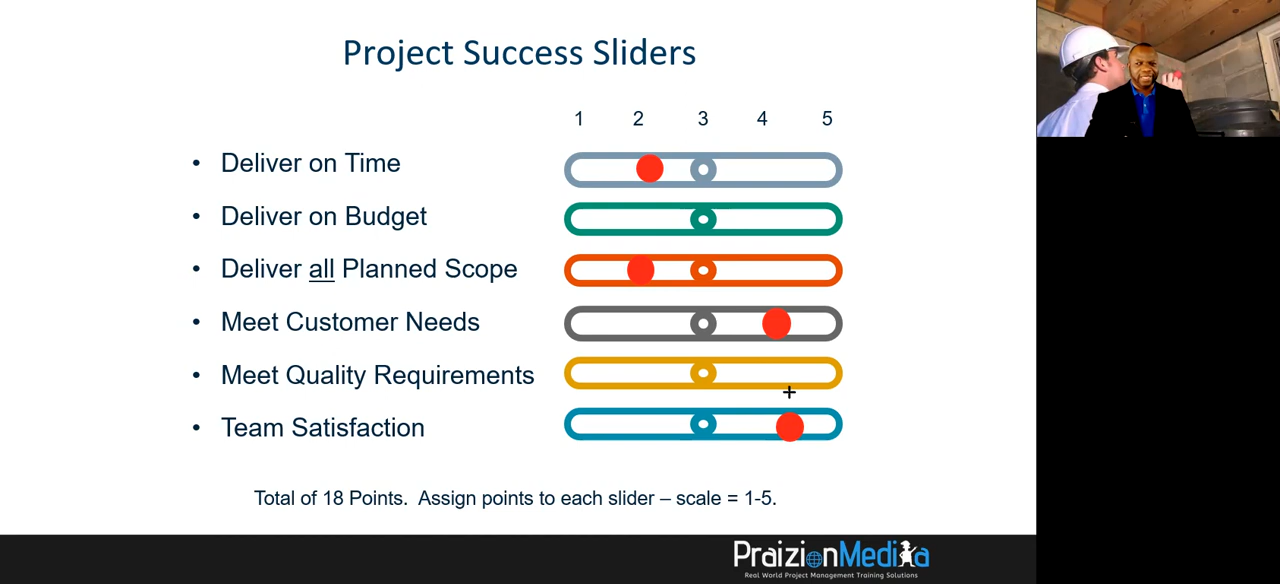 Project Success Sliders
1 2 3 4 5
• Deliver on Time
• Deliver on Budget
• Deliver all Planned Scope
• Meet Customer Needs
• Meet Quality Requirements
• Team Satisfaction
Total of 18 Points. Assign points to each slider – scale = 1-5.
PraizionMedia
Real World Project Management Training Solutions